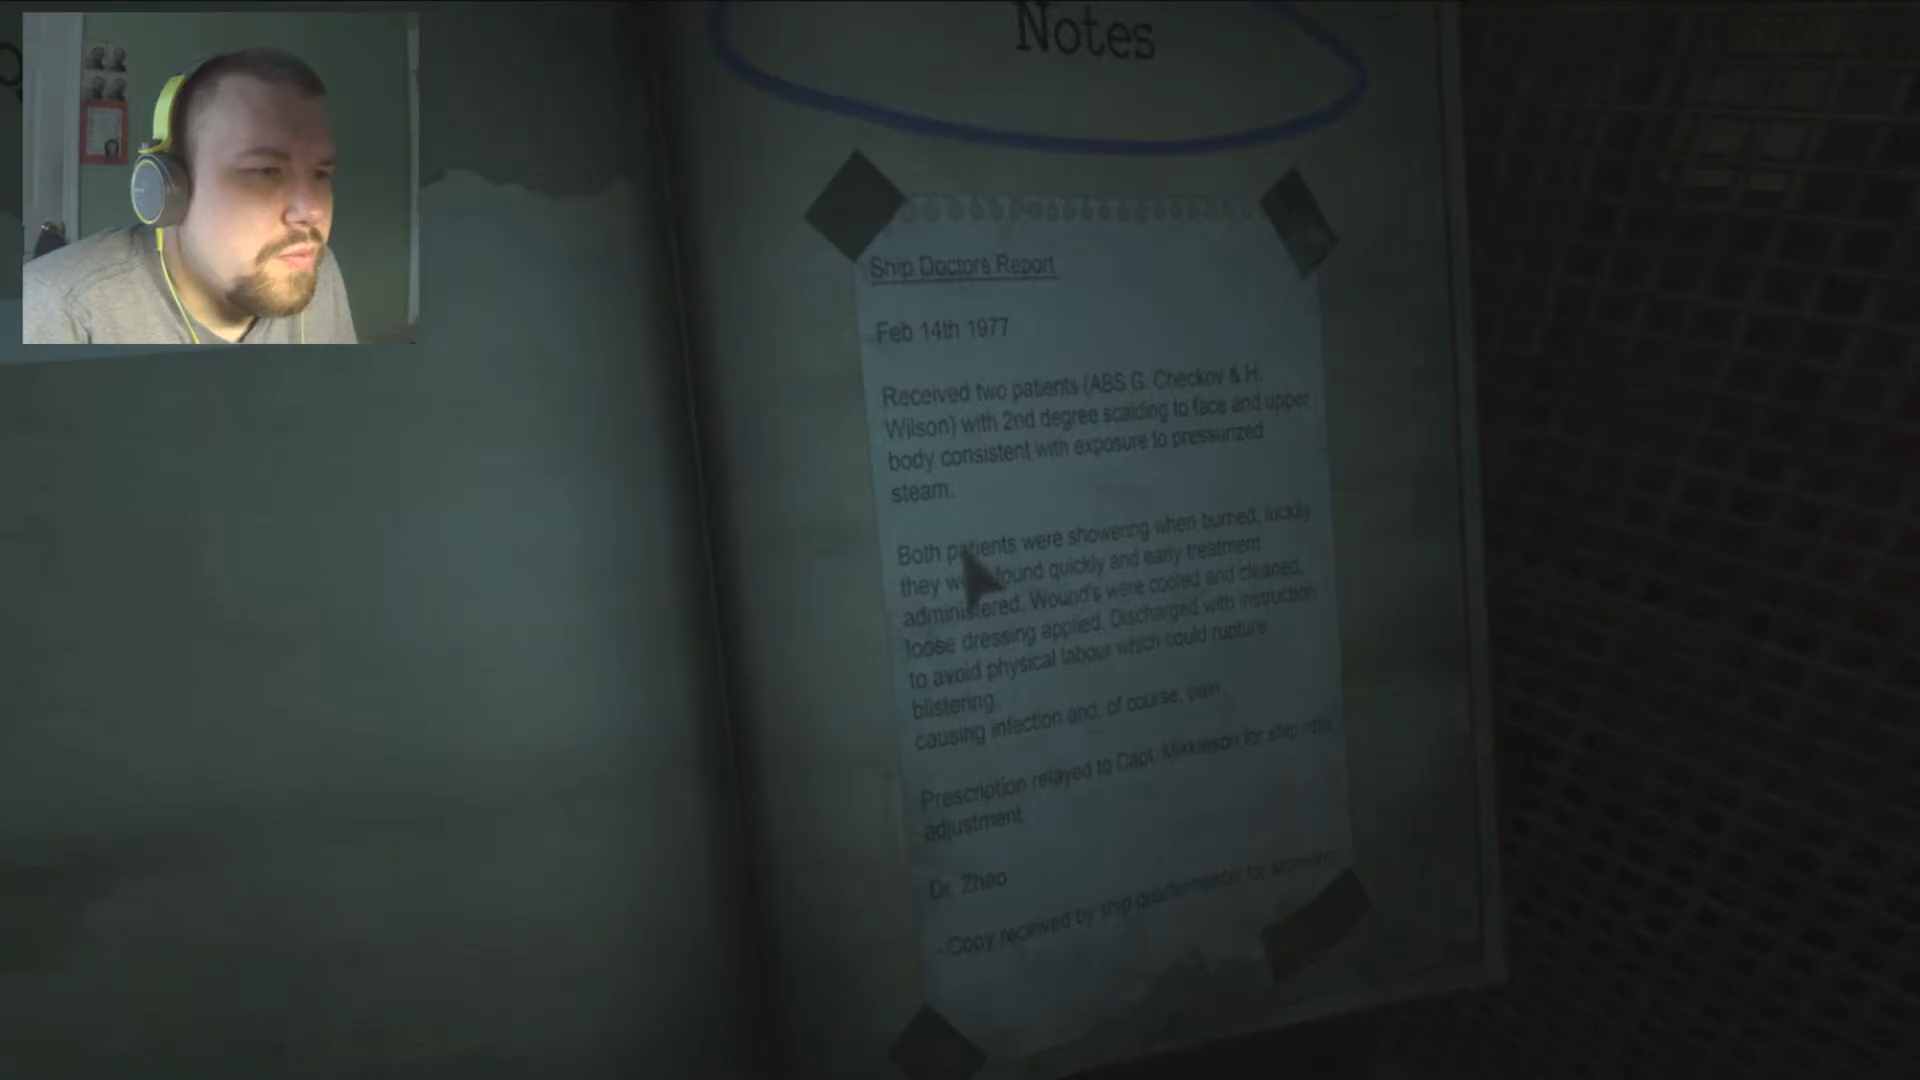 Notes
Ship Doctors Report
Feb 14th 1977
Received two patients (ABS G. Checkov & H.
Wilson) with 2nd degree scalding to face and upper
body consistent with exposure to pressurized
steam.
Both patients were showering when burned, luckily
they found quickly and early treatment
administered. Wound's were cooled and cleaned,
loose dressing applied. Discharged with instruction
to avoid physical labour which could rupture
blistering,
causing infection and, of course, pain.
Prescription relayed to Capt. Mikkleson for ship rota
adjustment
Dr. Zhao
- Copy received by ship quartermaster for